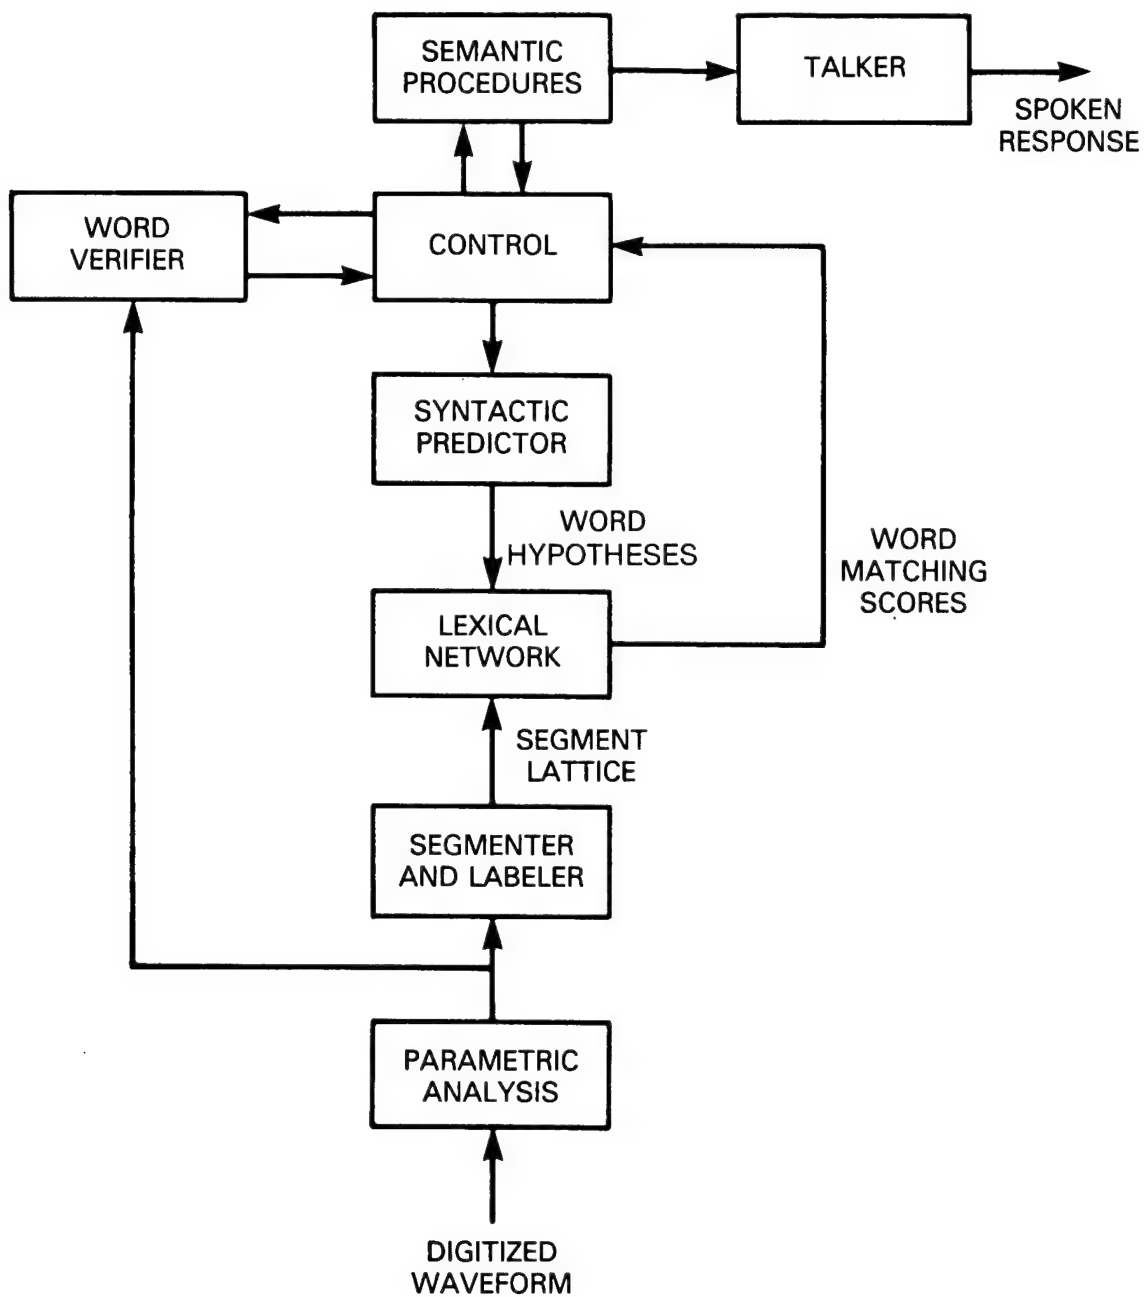 SEMANTIC
PROCEDURES
TALKER
SPOKEN
RESPONSE
WORD
VERIFIER
CONTROL
SYNTACTIC
PREDICTOR
WORD
HYPOTHESES
WORD
MATCHING
SCORES
LEXICAL
NETWORK
SEGMENT
LATTICE
SEGMENTER
AND LABELER
PARAMETRIC
ANALYSIS
DIGITIZED
WAVEFORM